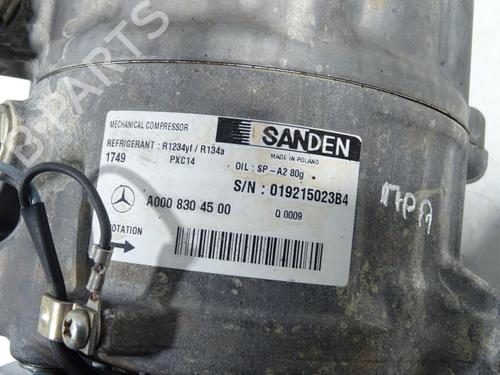 B-PARTS
MECHANICAL COMPRESSOR
SANDEN
REFRIGERANT : R1234yf / R134a
MADE IN POLAND
1749 PXC14
OIL : SP-A2 80g
S/N : 019215023B4
A000 830 45 00
Q 0009
ROTATION